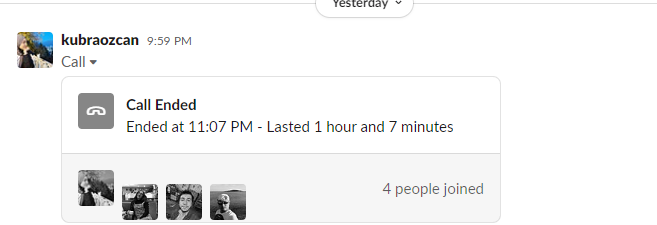 Yesterday
kubraozcan 9:59 PM
Call
Call Ended
Ended at 11:07 PM - Lasted 1 hour and 7 minutes
4 people joined